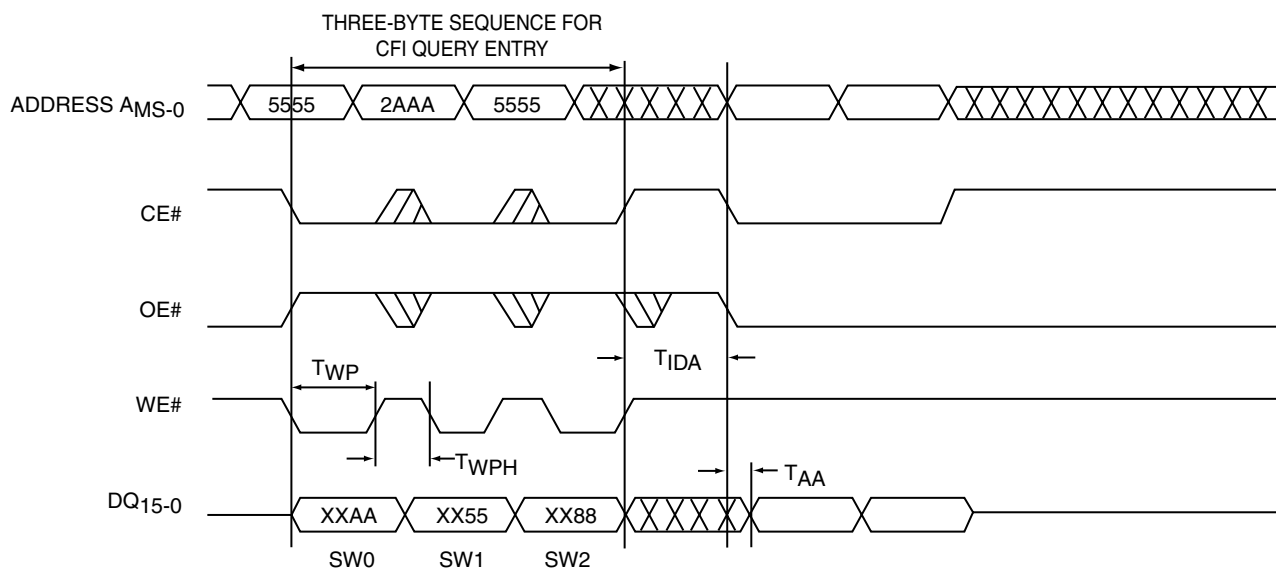 THREE-BYTE SEQUENCE FOR
CFI QUERY ENTRY
ADDRESS AMS-0
5555 2AAA 5555
CE#
OE#
TIDA
TWP
WE#
TWPH
TAA
DQ15-0
XXAA XX55 XX88
SW0 SW1 SW2